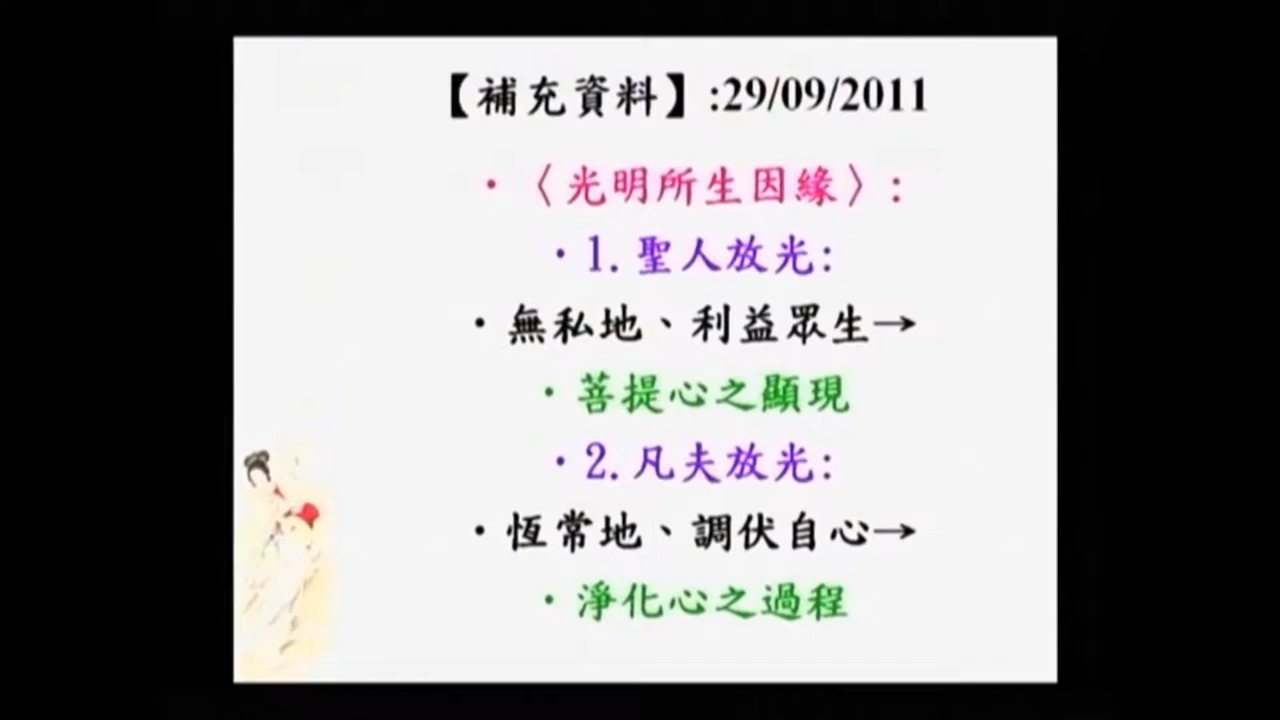 【補充資料】:29/09/2011
•〈光明所生因緣〉:
•1.聖人放光:
•無私地、利益眾生→
•菩提心之顯現
•2.凡夫放光:
•恆常地、調伏自心→
•淨化心之過程